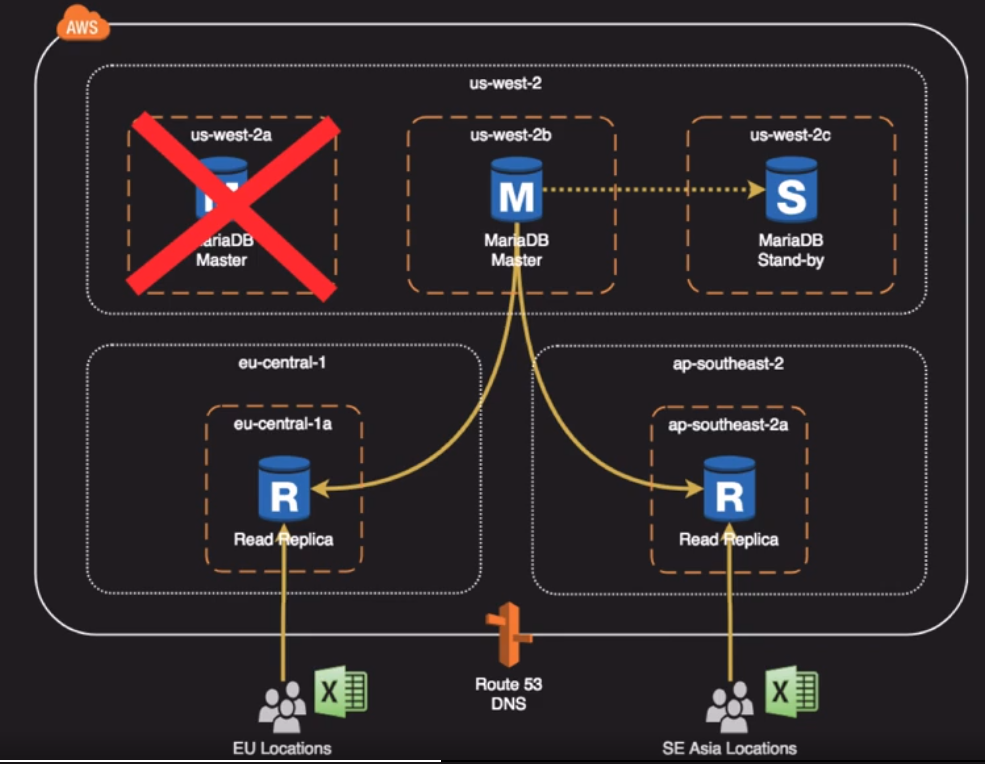 AWS
us-west-2
us-west-2a
us-west-2b
us-west-2c
M
S
ariaDB
Master
MariaDB
Master
MariaDB
Stand-by
eu-central-1
ap-southeast-2
eu-central-1a
ap-southeast-2a
R
R
Read Replica
Read Replica
X
X
Route 53
DNS
EU Locations
SE Asia Locations